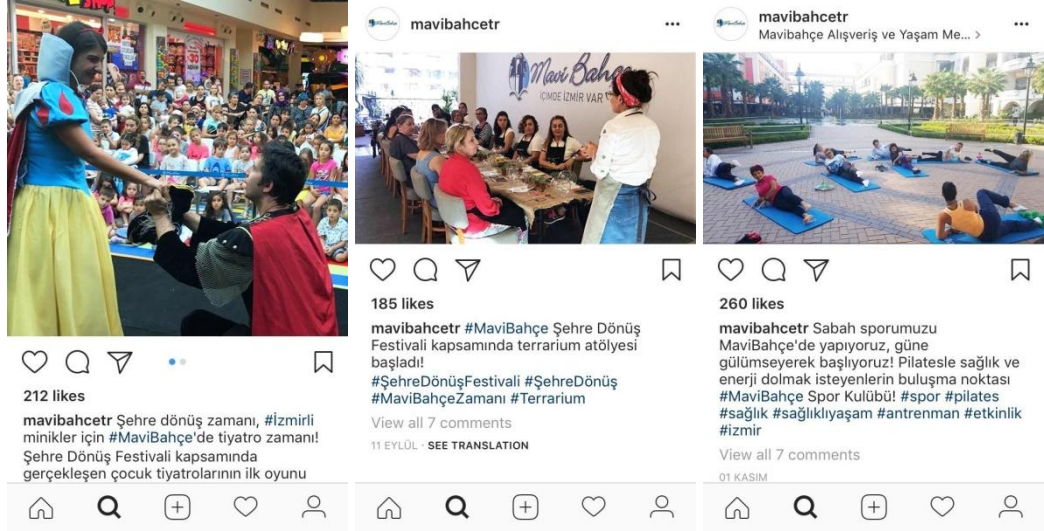 212 likes
mavibahcetr Şehre dönüş zamanı, #İzmirli
minikler için #MaviBahçe'de tiyatro zamanı!
Şehre Dönüş Festivali kapsamında
gerçekleşen çocuk tiyatrolarının ilk oyunu
mavibahcetr
Mavi Bahçe
İÇİMDE İZMİR VAR
185 likes
mavibahcetr #MaviBahçe Şehre Dönüş
Festivali kapsamında terrarium atölyesi
başladı!
#ŞehreDönüşFestivali #ŞehreDönüş
#MaviBahçeZamanı #Terrarium
View all 7 comments
11 EYLÜL · SEE TRANSLATION
mavibahcetr
Mavibahçe Alışveriş ve Yaşam Me... >
260 likes
mavibahcetr Sabah sporumuzu
MaviBahçe'de yapıyoruz, güne
gülümseyerek başlıyoruz! Pilatesle sağlık ve
enerji dolmak isteyenlerin buluşma noktası
#MaviBahçe Spor Kulübü! #spor #pilates
#sağlık #sağlıklıyaşam #antrenman #etkinlik
#izmir
View all 7 comments
01 KASIM